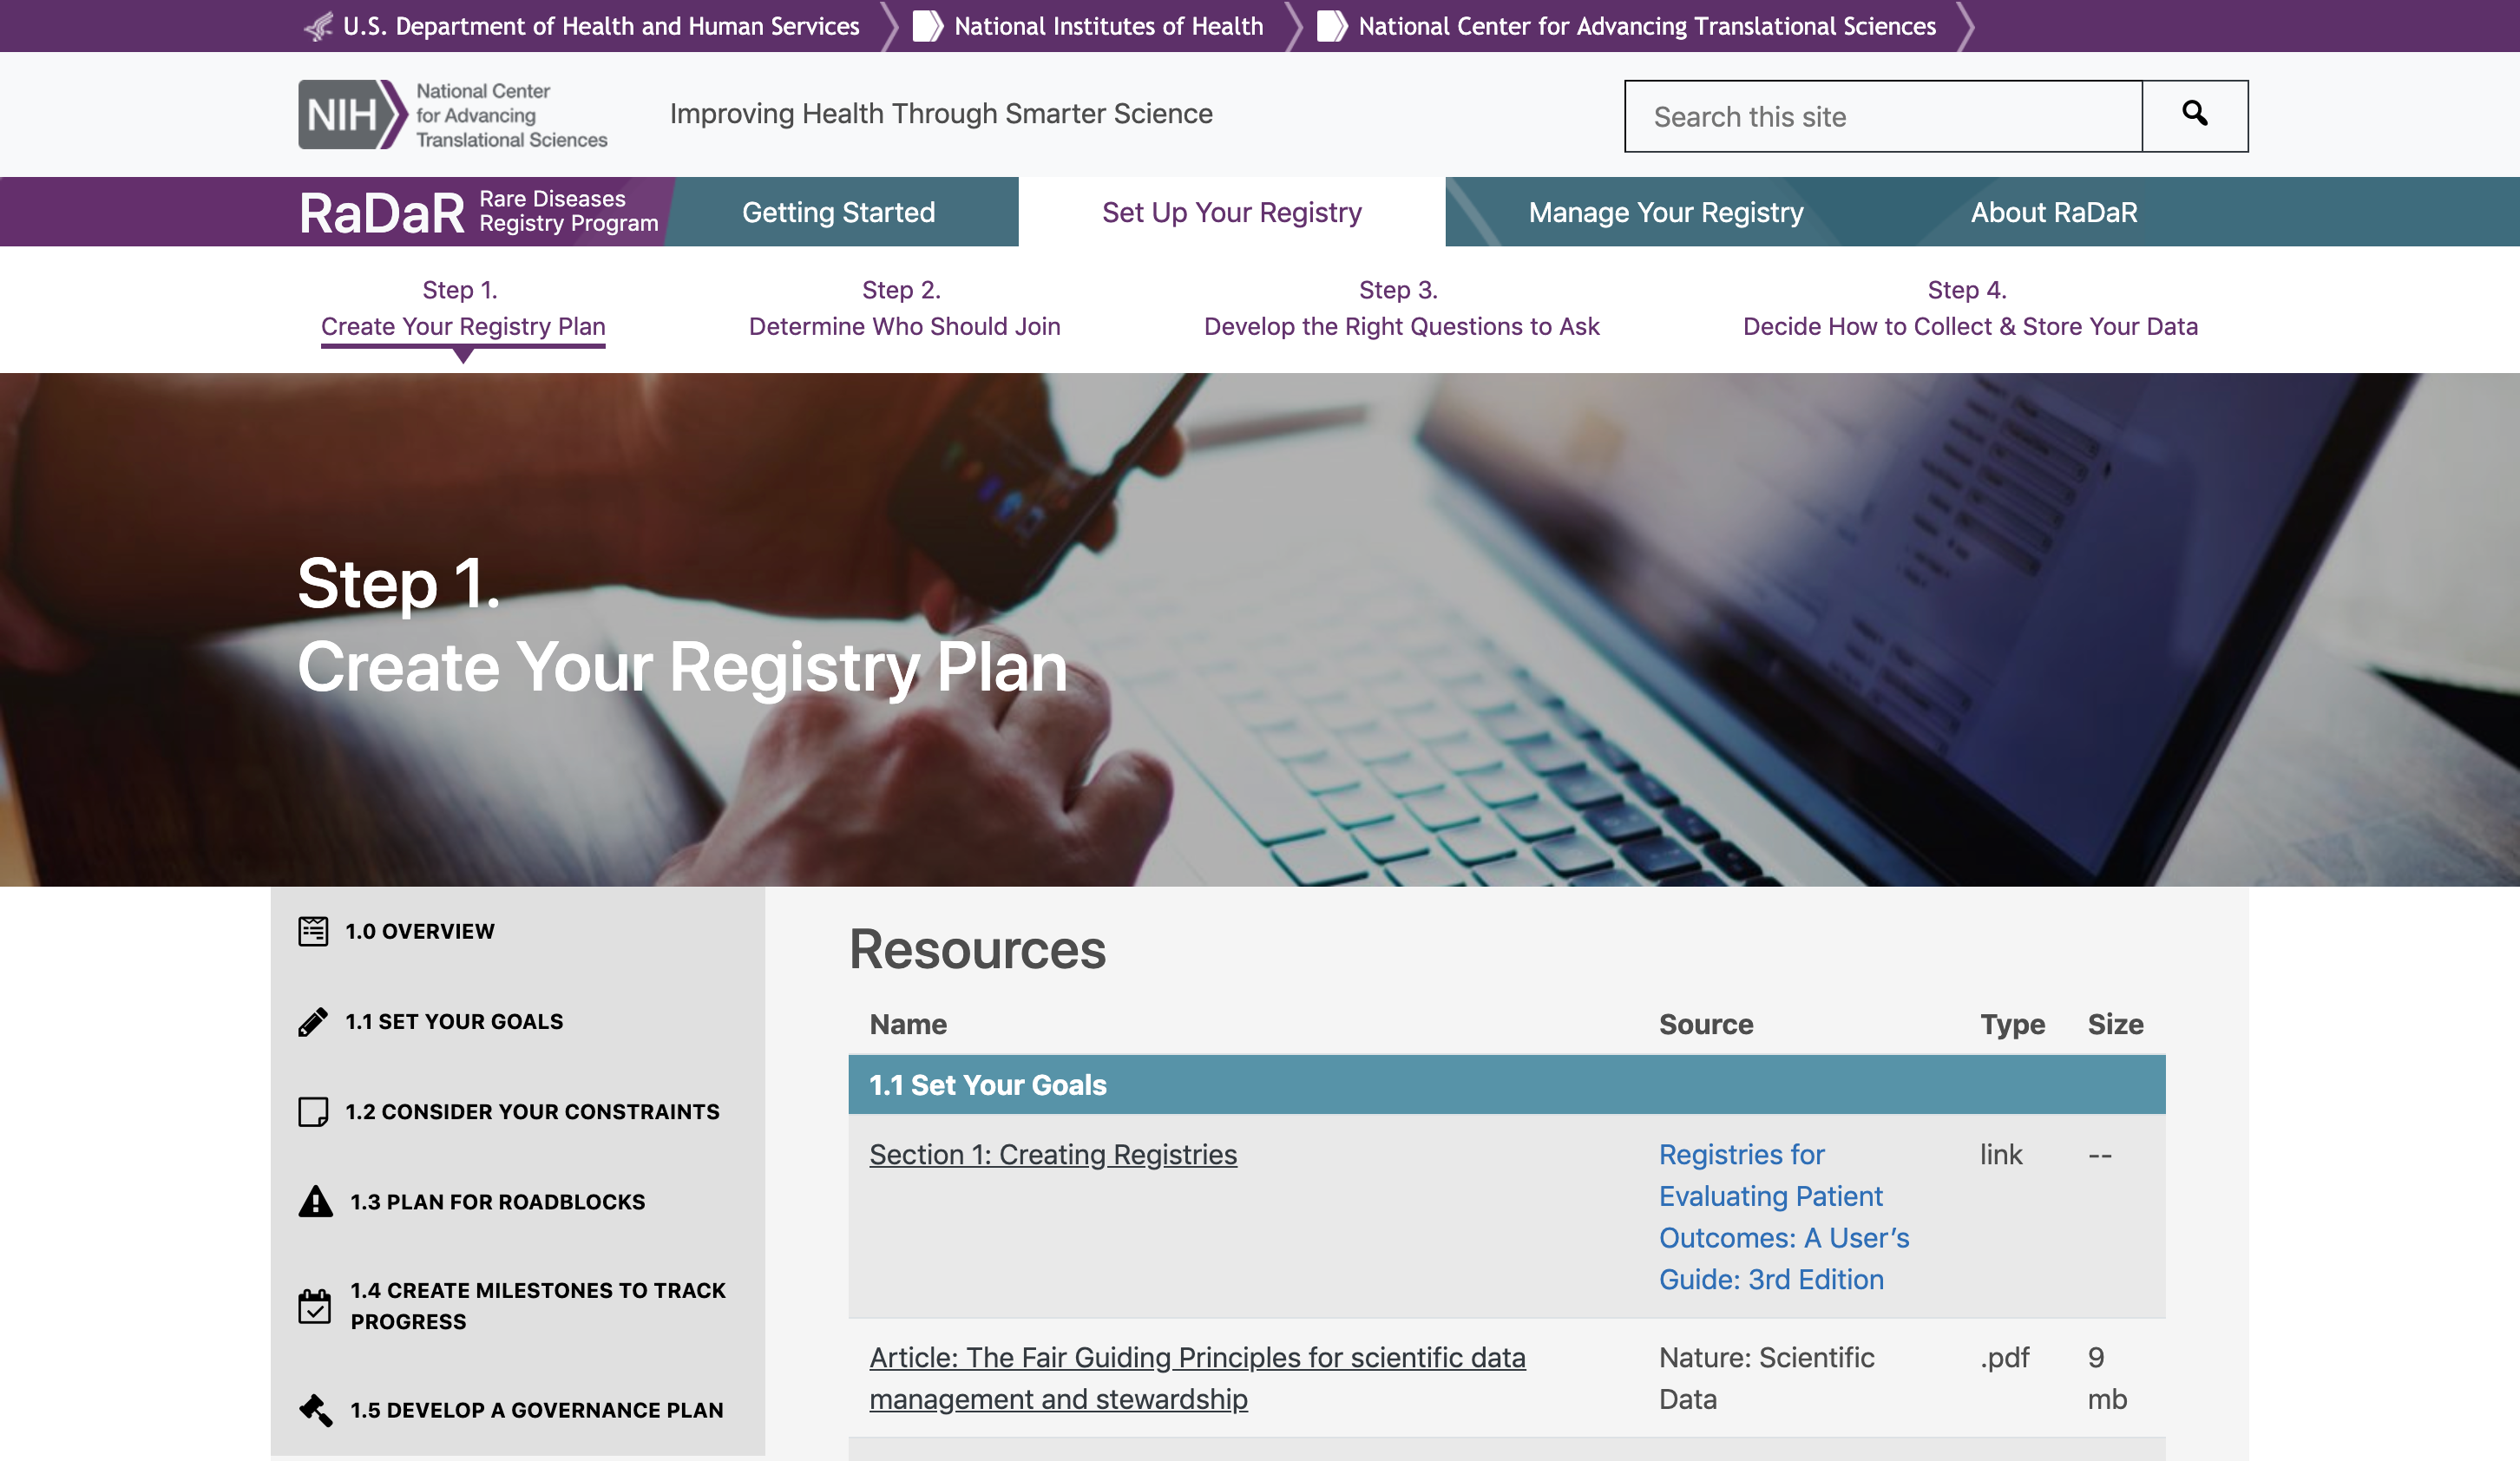 U.S. Department of Health and Human Services
National Institutes of Health
National Center for Advancing Translational Sciences
NIH
National Center
for Advancing
Translational Sciences
Improving Health Through Smarter Science
Search this site
RaDaR
Rare Diseases
Registry Program
Getting Started
Set Up Your Registry
Manage Your Registry
About RaDaR
Step 1.
Create Your Registry Plan
Step 2.
Determine Who Should Join
Step 3.
Develop the Right Questions to Ask
Step 4.
Decide How to Collect & Store Your Data
Step 1.
Create Your Registry Plan
1.0 OVERVIEW
1.1 SET YOUR GOALS
1.2 CONSIDER YOUR CONSTRAINTS
1.3 PLAN FOR ROADBLOCKS
1.4 CREATE MILESTONES TO TRACK
PROGRESS
1.5 DEVELOP A GOVERNANCE PLAN
Resources
Name Source Type Size
1.1 Set Your Goals
Section 1: Creating Registries
Registries for
Evaluating Patient
Outcomes: A User’s
Guide: 3rd Edition
link
--
Article: The Fair Guiding Principles for scientific data
management and stewardship
Nature: Scientific
Data
.pdf
9
mb